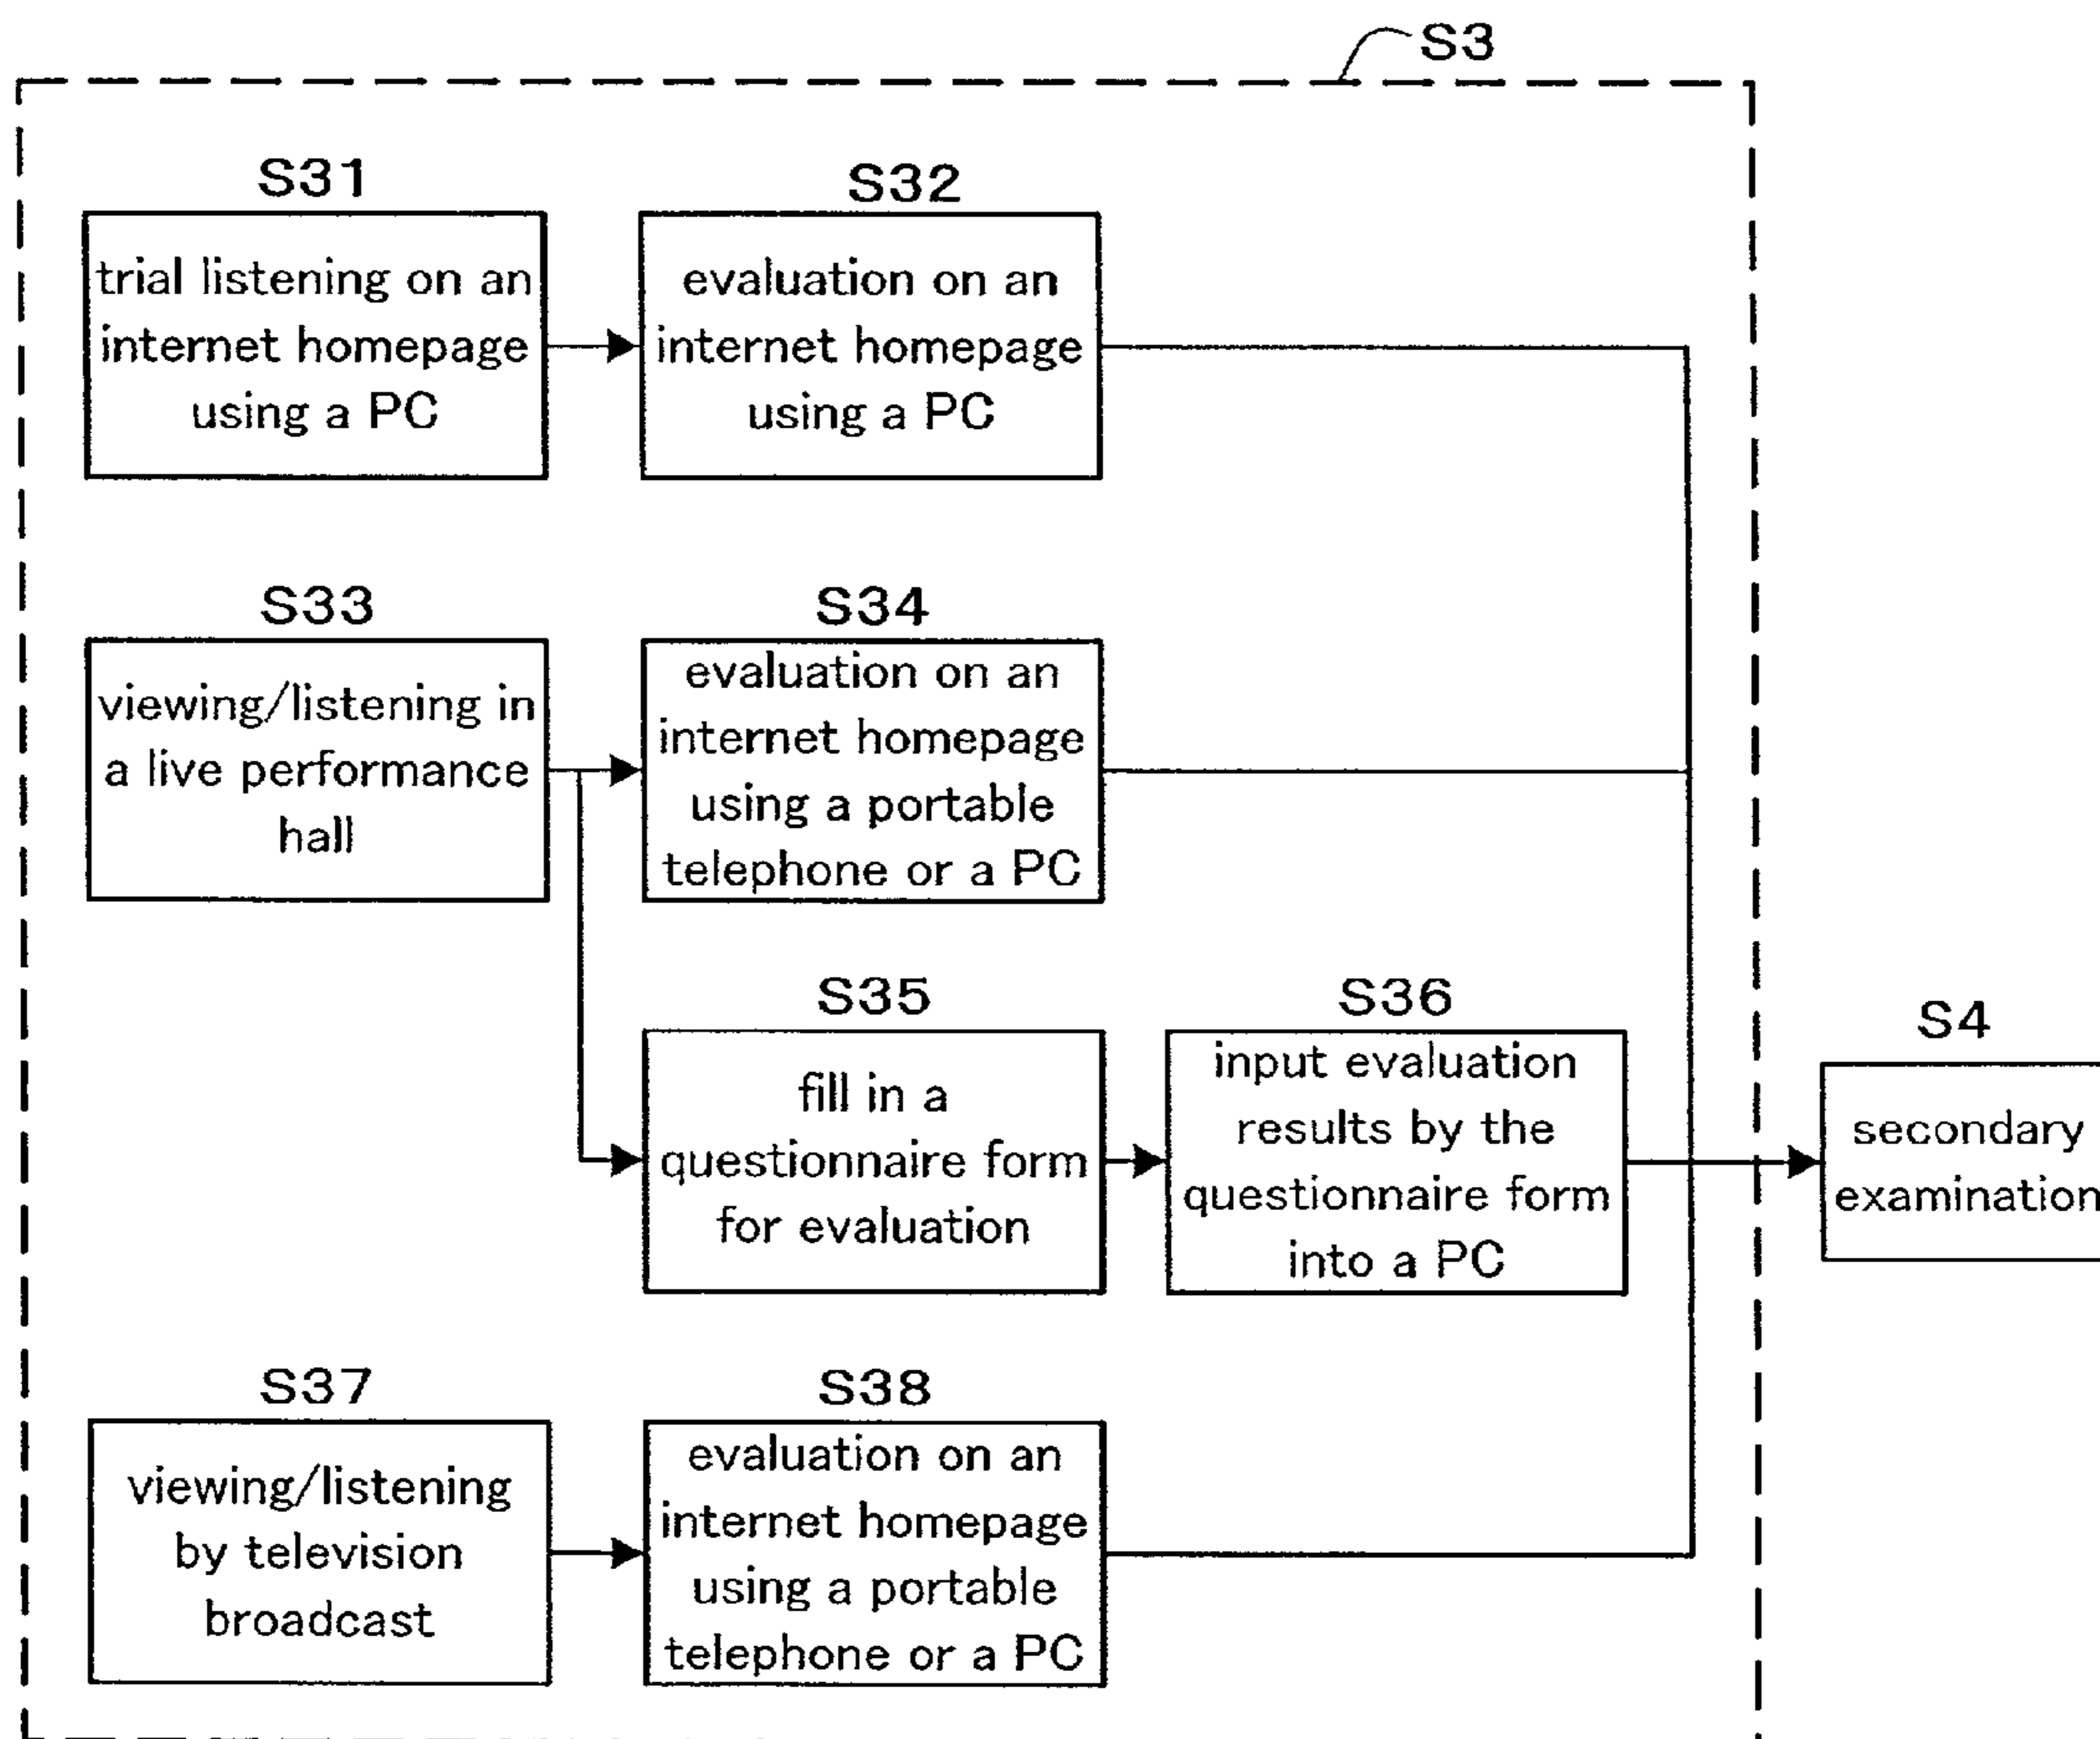 S3
S31
trial listening on an
internet homepage
using a PC
S32
evaluation on an
internet homepage
using a PC
S33
viewing/listening in
a live performance
hall
S34
evaluation on an
internet homepage
using a portable
telephone or a PC
S35
fill in a
questionnaire form
for evaluation
S36
input evaluation
results by the
questionnaire form
into a PC
S4
secondary
examination
S37
viewing/listening
by television
broadcast
S38
evaluation on an
internet homepage
using a portable
telephone or a PC